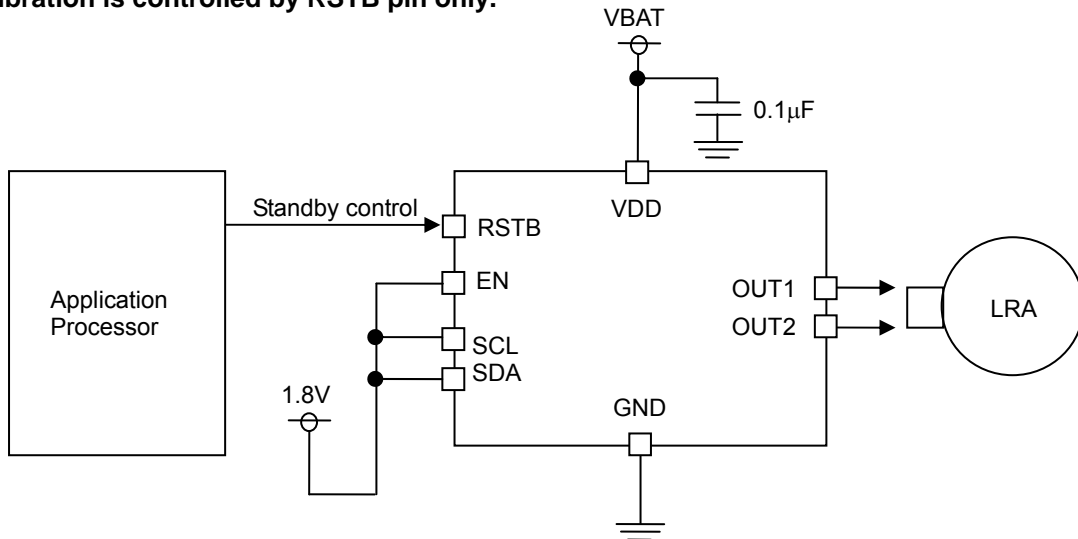 is controlled by RSTB pin only.
VBAT
0.1μF
Standby control
VDD
RSTB
EN
Application
Processor
OUT1
OUT2
LRA
SCL
SDA
1.8V
GND